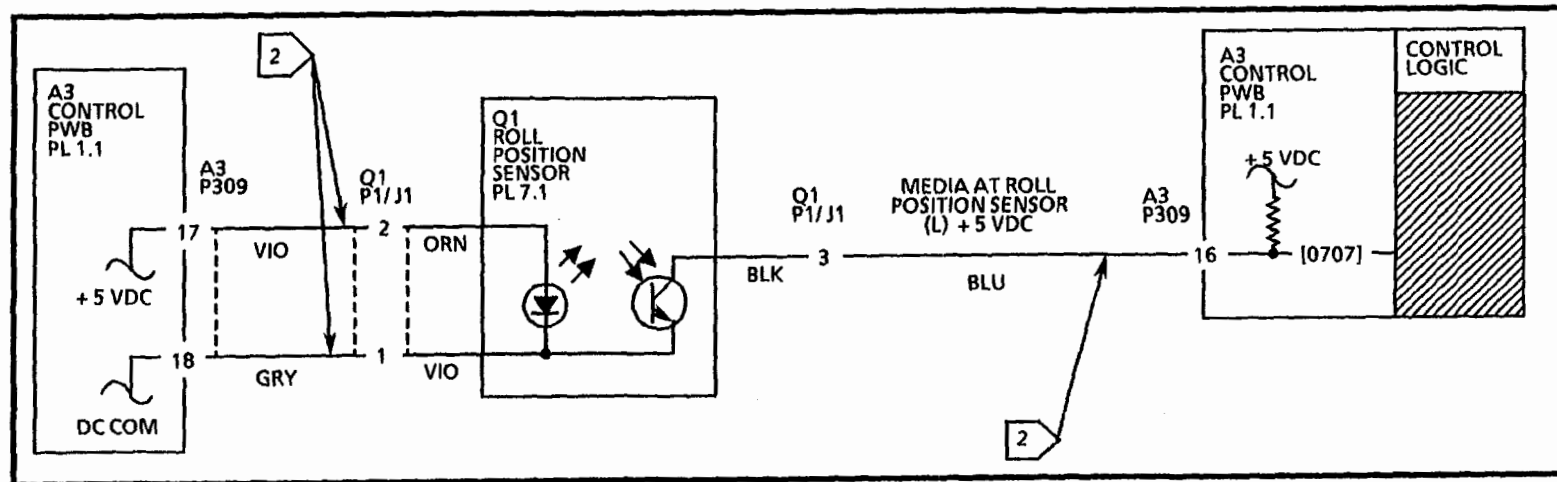 A3
CONTROL
PWB
PL 1.1
A3
P309
17
VIO
+ 5 VDC
18
GRY
DC COM
2
Q1
P1/J1
2
ORN
1
VIO
Q1
ROLL
POSITION
SENSOR
PL 7.1
BLK
Q1
P1/J1
3
MEDIA AT ROLL
POSITION SENSOR
(L) + 5 VDC
BLU
2
A3
P309
16
A3
CONTROL
PWB
PL 1.1
+ 5 VDC
[0707]
CONTROL
LOGIC